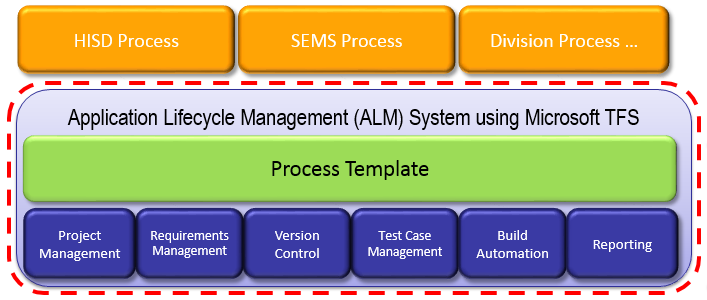 HISD Process
SEMS Process
Division Process ...
Application Lifecycle Management (ALM) System using Microsoft TFS
Process Template
Project
Management
Requirements
Management
Version
Control
Test Case
Management
Build
Automation
Reporting